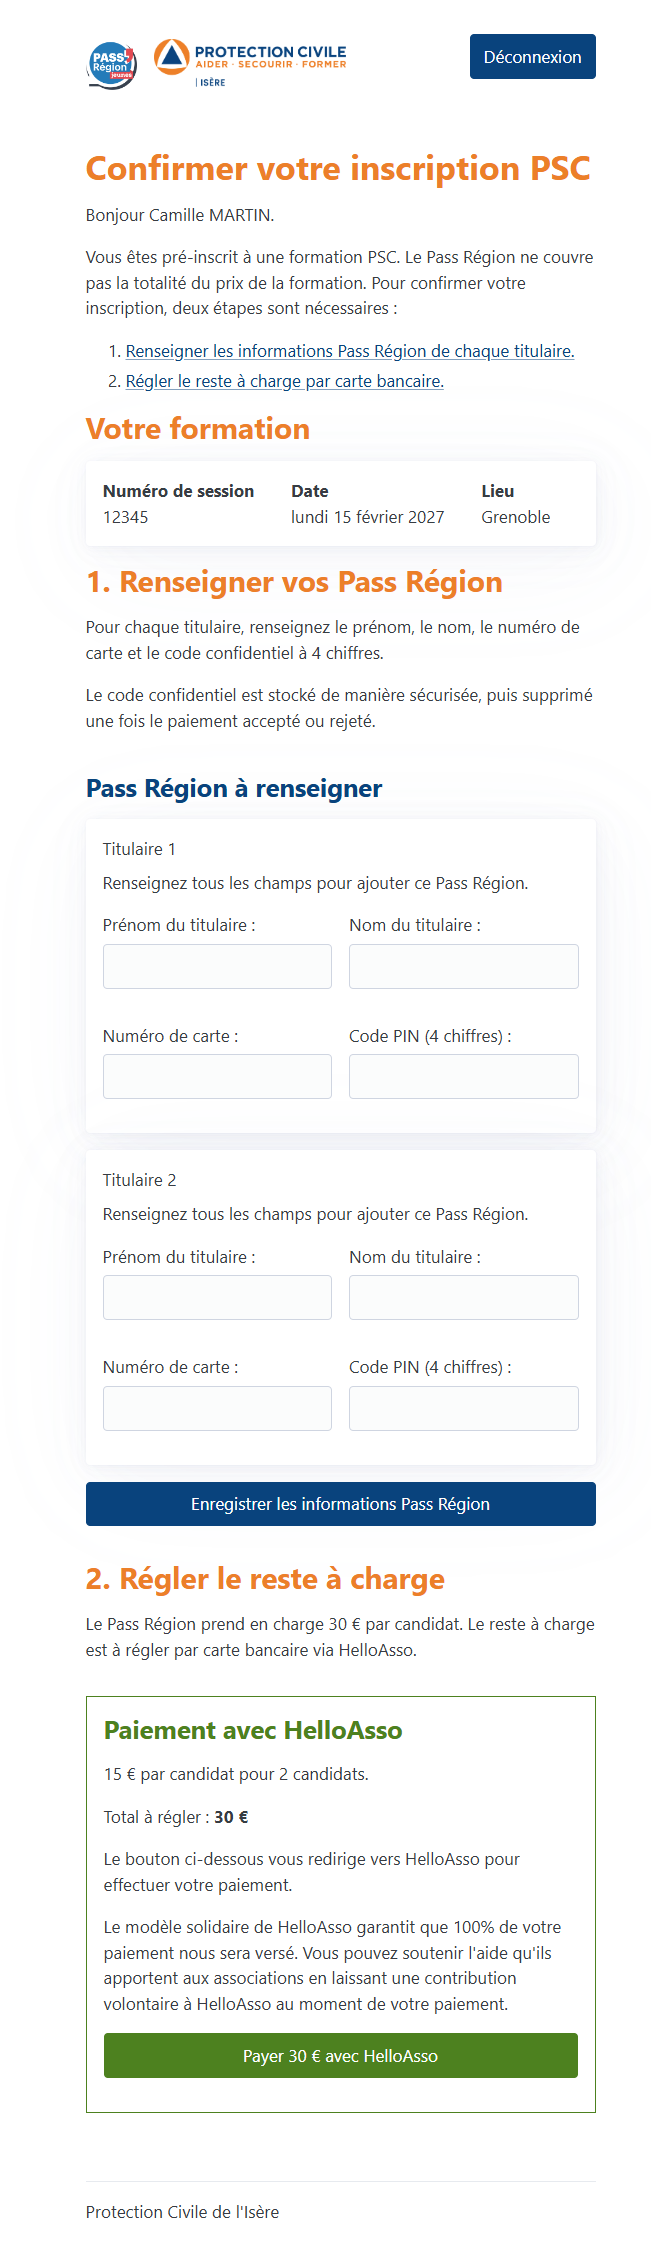 PASS
Région
jeunes
PROTECTION CIVILE
AIDER · SECOURIR · FORMER
| ISÈRE
Déconnexion
Confirmer votre inscription PSC
Bonjour Camille MARTIN.
Vous êtes pré-inscrit à une formation PSC. Le Pass Région ne couvre
pas la totalité du prix de la formation. Pour confirmer votre
inscription, deux étapes sont nécessaires :
1. Renseigner les informations Pass Région de chaque titulaire.
2. Régler le reste à charge par carte bancaire.
Votre formation
Numéro de session Date Lieu
12345 lundi 15 février 2027 Grenoble
1. Renseigner vos Pass Région
Pour chaque titulaire, renseignez le prénom, le nom, le numéro de
carte et le code confidentiel à 4 chiffres.
Le code confidentiel est stocké de manière sécurisée, puis supprimé
une fois le paiement accepté ou rejeté.
Pass Région à renseigner
Titulaire 1
Renseignez tous les champs pour ajouter ce Pass Région.
Prénom du titulaire : Nom du titulaire :
Numéro de carte : Code PIN (4 chiffres) :
Titulaire 2
Renseignez tous les champs pour ajouter ce Pass Région.
Prénom du titulaire : Nom du titulaire :
Numéro de carte : Code PIN (4 chiffres) :
Enregistrer les informations Pass Région
2. Régler le reste à charge
Le Pass Région prend en charge 30 € par candidat. Le reste à charge
est à régler par carte bancaire via HelloAsso.
Paiement avec HelloAsso
15 € par candidat pour 2 candidats.
Total à régler : 30 €
Le bouton ci-dessous vous redirige vers HelloAsso pour
effectuer votre paiement.
Le modèle solidaire de HelloAsso garantit que 100% de votre
paiement nous sera versé. Vous pouvez soutenir l'aide qu'ils
apportent aux associations en laissant une contribution
volontaire à HelloAsso au moment de votre paiement.
Payer 30 € avec HelloAsso
Protection Civile de l'Isère